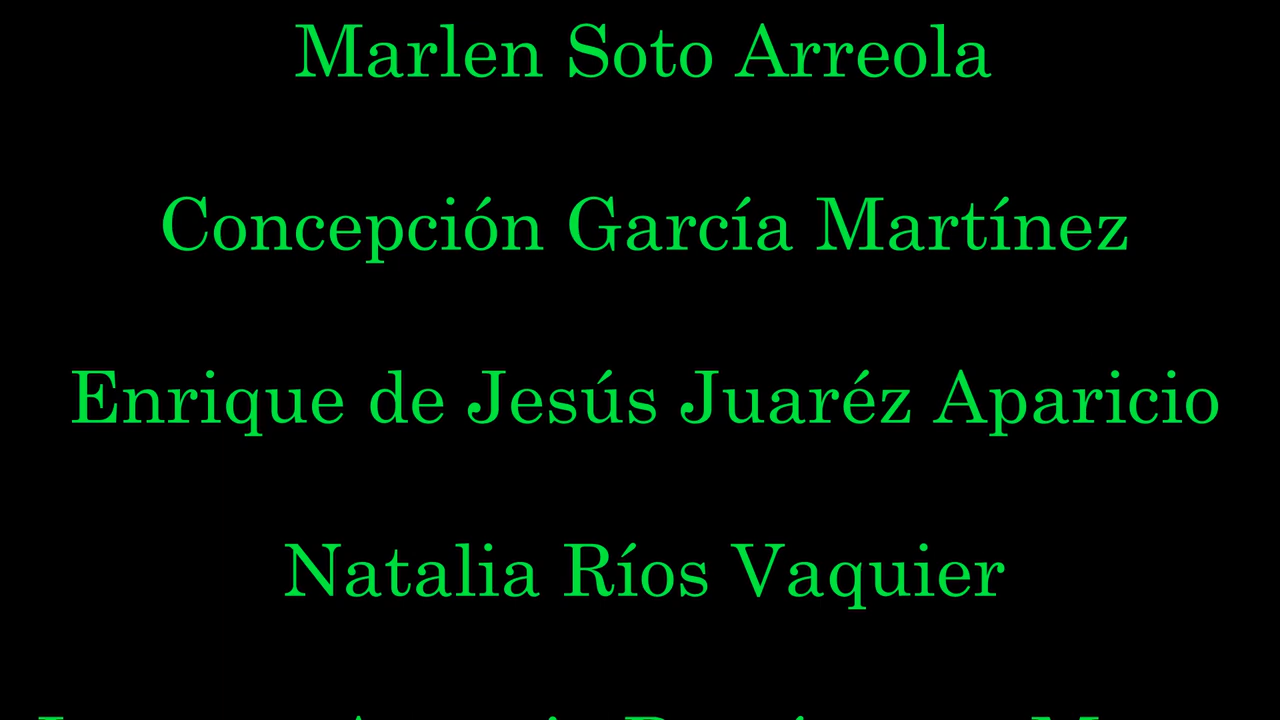 Marlen Soto Arreola
Concepción García Martínez
Enrique de Jesús Juaréz Aparicio
Natalia Ríos Vaquier